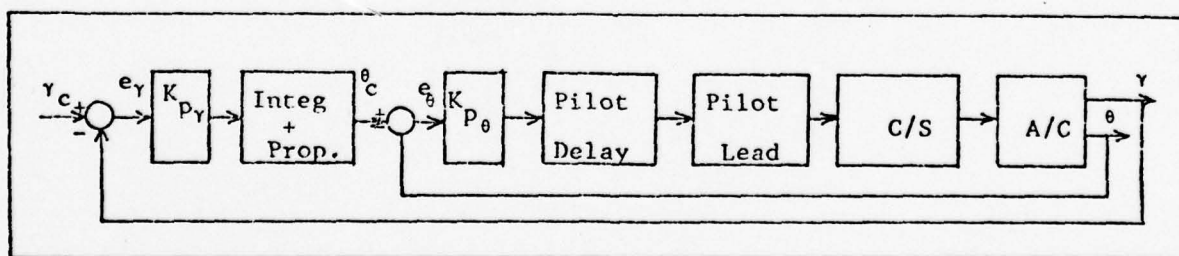 γc
+
-
eγ
Kpγ
Integ
+
Prop.
θc
±
eθ
Kpθ
Pilot
Delay
Pilot
Lead
C/S
A/C
γ
θ